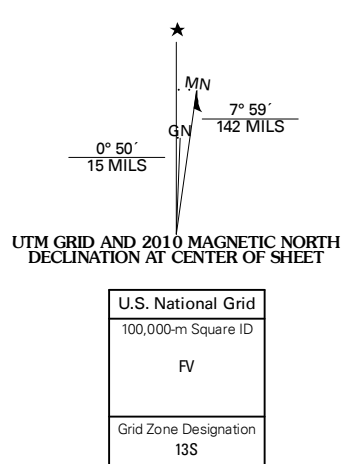 MN
7° 59´
142 MILS
GN
0° 50´
15 MILS
UTM GRID AND 2010 MAGNETIC NORTH
DECLINATION AT CENTER OF SHEET
U.S. National Grid
100,000-m Square ID
FV
Grid Zone Designation
13S